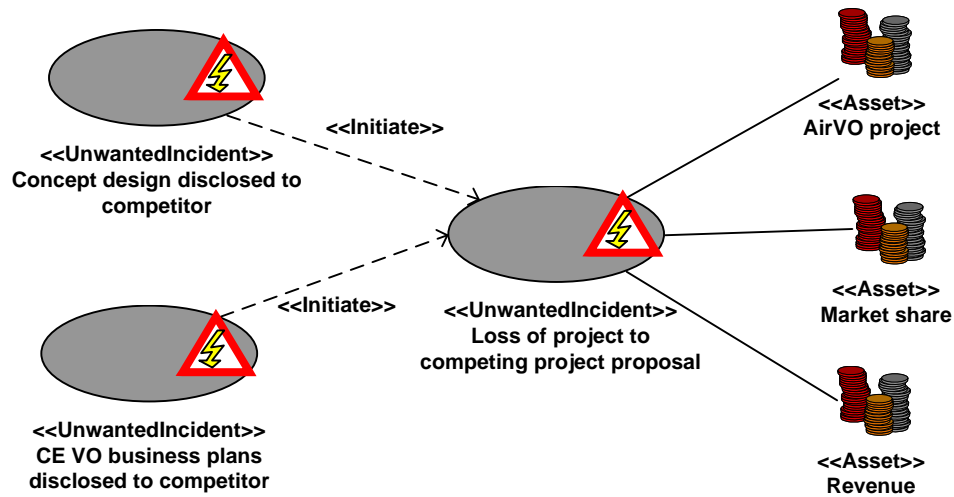 <<UnwantedIncident>>
Concept design disclosed to
competitor
<<Initiate>>
<<UnwantedIncident>>
CE VO business plans
disclosed to competitor
<<Initiate>>
<<UnwantedIncident>>
Loss of project to
competing project proposal
<<Asset>>
AirVO project
<<Asset>>
Market share
<<Asset>>
Revenue